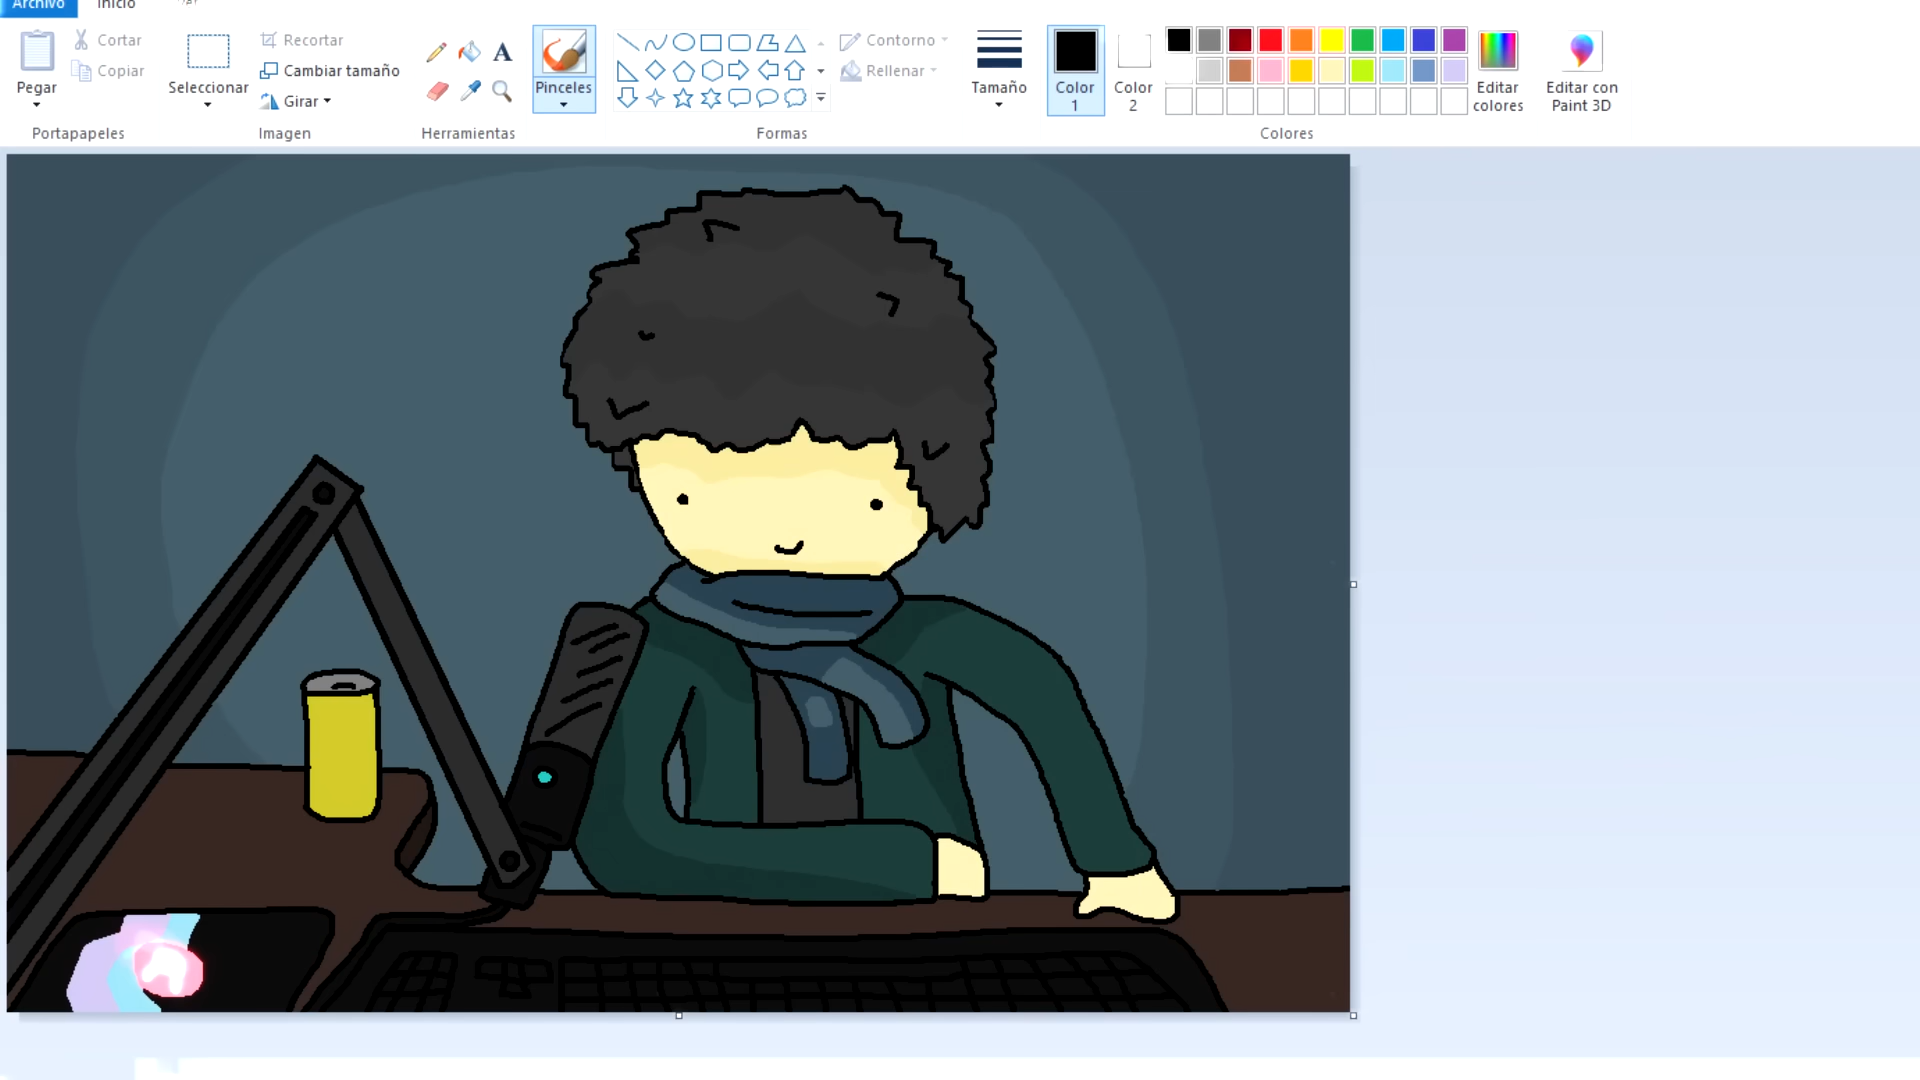 Archivo Inicio
Pegar
Cortar
Copiar
Portapapeles
Seleccionar
Recortar
Cambiar tamaño
Girar
Imagen
A
Herramientas
Pinceles
Contorno
Rellenar
Formas
Tamaño
Color
1
Color
2
Editar
colores
Colores
Editar con
Paint 3D